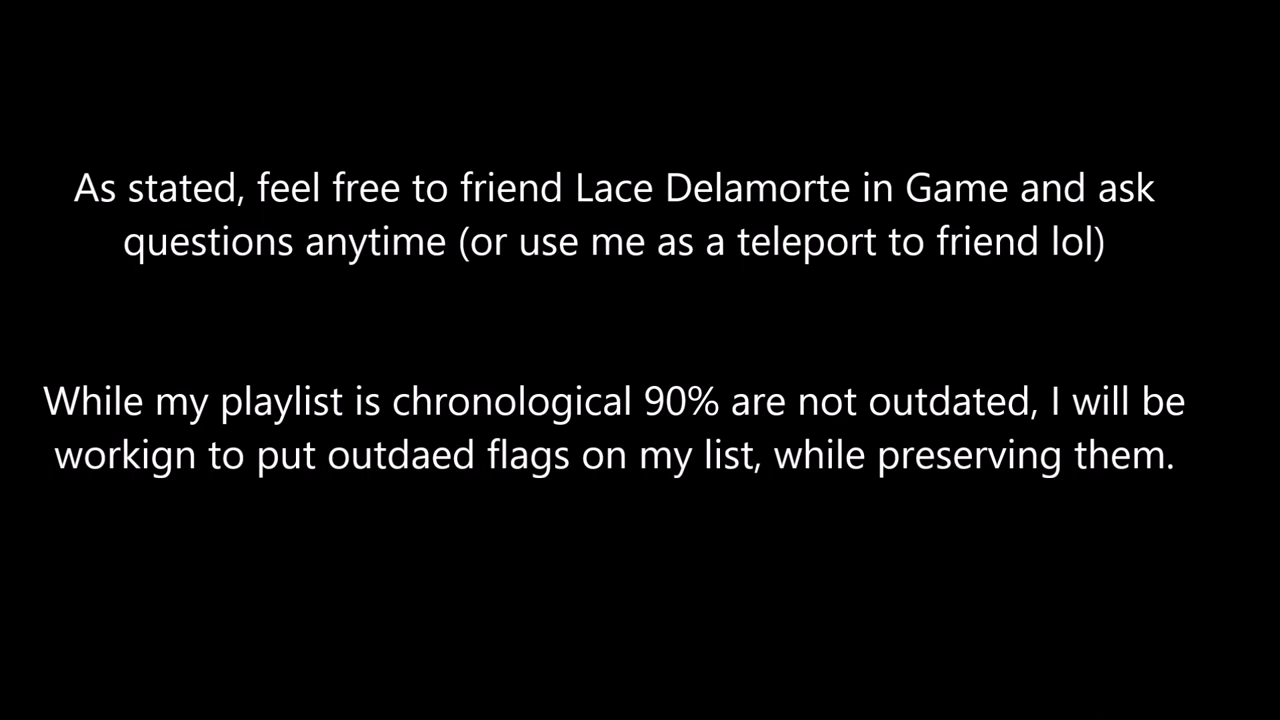 As stated, feel free to friend Lace Delamorte in Game and ask
questions anytime (or use me as a teleport to friend lol)
While my playlist is chronological 90% are not outdated, I will be
workign to put outdaed flags on my list, while preserving them.